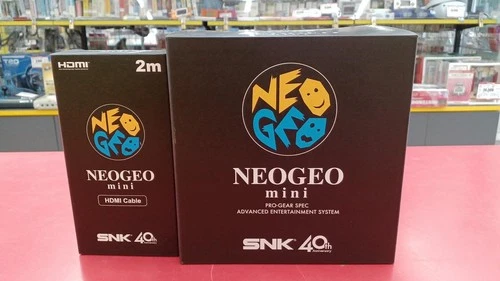 HDMI 2m
NEO
GEO
NEOGEO
mini
HDMI Cable
SNK 40th
Anniversary
NEO
GEO
NEOGEO
mini
PRO-GEAR SPEC
ADVANCED ENTERTAINMENT SYSTEM
SNK 40th
Anniversary